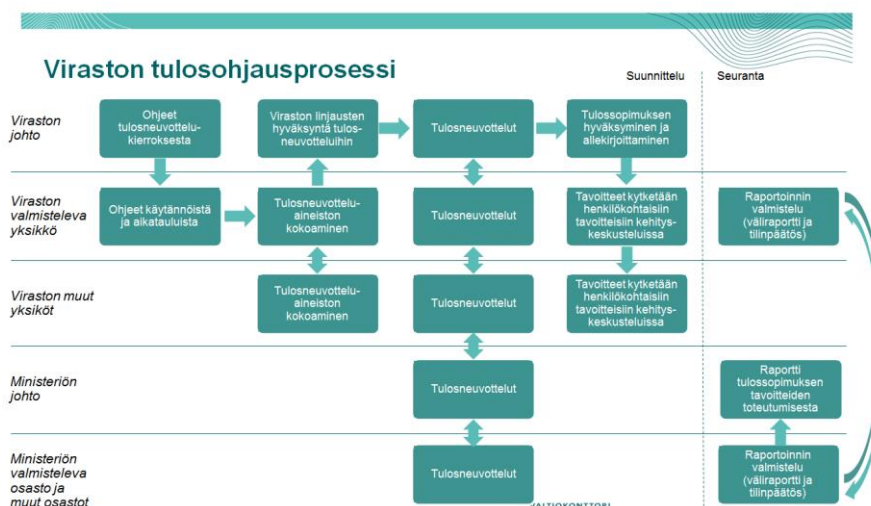 Viraston tulosohjausprosessi
Suunnittelu
Seuranta
Viraston
johto
Ohjeet
tulosneuvottelu-
kierroksesta
Viraston linjausten
hyväksyntä tulos-
neuvotteluihin
Tulosneuvottelut
Tulossopimuksen
hyväksyminen ja
allekirjoittaminen
Viraston
valmisteleva
yksikkö
Ohjeet käytännöistä
ja aikatauluista
Tulosneuvottelu-
aineiston
kokoaminen
Tulosneuvottelut
Tavoitteet kytketään
henkilökohtaisiin
tavoitteisiin kehitys-
keskusteluissa
Raportoinnin
valmistelu
(väliraportti ja
tilinpäätös)
Viraston muut
yksiköt
Tulosneuvottelu-
aineiston
kokoaminen
Tulosneuvottelut
Tavoitteet kytketään
henkilökohtaisiin
tavoitteisiin kehitys-
keskusteluissa
Ministeriön
johto
Tulosneuvottelut
Raportti
tulossopimuksen
tavoitteiden
toteutumisesta
Ministeriön
valmisteleva
osasto ja
muut osastot
Tulosneuvottelut
Raportoinnin
valmistelu
(väliraportti ja
tilinpäätös)